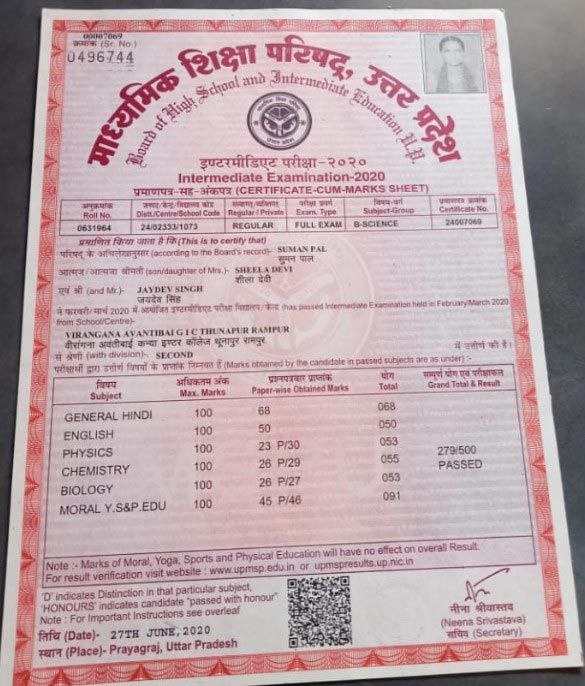 00007069
क्रमांक (Sr. No.)
0496744
माध्यमिक शिक्षा परिषद्, उत्तर प्रदेश
Board of High School and Intermediate Education U.P.
इण्टरमीडिएट परीक्षा-२०२०
Intermediate Examination-2020
प्रमाणपत्र-सह-अंकपत्र (CERTIFICATE-CUM-MARKS SHEET)
अनुक्रमांक जनपद/केन्द्र/विद्यालय कोड संस्थागत/व्यक्तिगत परीक्षा प्रवर्ग विषय-वर्ग प्रमाणपत्र क्रमांक
Roll No. Distt./Centre/School Code Regular / Private Exam. Type Subject-Group Certificate No.
0631964 24/02333/1073 REGULAR FULL EXAM B-SCIENCE 24007069
प्रमाणित किया जाता है कि(This is to certify that)
परिषद् के अभिलेखानुसार (according to the Board's record)- SUMAN PAL
सुमन पाल
आत्मज/आत्मजा श्रीमती (son/daughter of Mrs.)- SHEELA DEVI
शीला देवी
एवं श्री (and Mr.)- JAYDEV SINGH
जयदेव सिंह
ने फरवरी/मार्च 2020 में आयोजित इण्टरमीडिएट परीक्षा विद्यालय/केन्द्र (has passed Intermediate Examination held in February/March 2020
from School/Centre)-
VIRANGANA AVANTIBAI G I C THUNAPUR RAMPUR
वीरांगना अवतीबाई कन्या इण्टर कॉलेज थूनापुर रामपुर
से श्रेणी (with division)- SECOND में उत्तीर्ण की है।
परीक्षार्थी द्वारा उत्तीर्ण विषयों के प्राप्तांक निम्नवत हैं (Marks obtained by the candidate in passed subjects are as under) :-
विषय अधिकतम अंक प्रश्नपत्रवार प्राप्तांक योग सम्पूर्ण योग एवं परीक्षाफल
Subject Max. Marks Paper-wise Obtained Marks Total Grand Total & Result
GENERAL HINDI 100 68 068
ENGLISH 100 50 050
PHYSICS 100 23 P/30 053 279/500
CHEMISTRY 100 26 P/29 055 PASSED
BIOLOGY 100 26 P/27 053
MORAL Y.S&P.EDU 100 45 P/46 091
Note :- Marks of Moral, Yoga, Sports and Physical Education will have no effect on overall Result.
For result verification visit website : www.upmsp.edu.in or upmspresults.up.nic.in
'D' indicates Distinction in that particular subject,
'HONOURS' indicates candidate "passed with honour"
Note : For Important Instructions see overleaf
तिथि (Date)- 27TH JUNE, 2020
स्थान (Place)- Prayagraj, Uttar Pradesh
नीना श्रीवास्तव
(Neena Srivastava)
सचिव (Secretary)